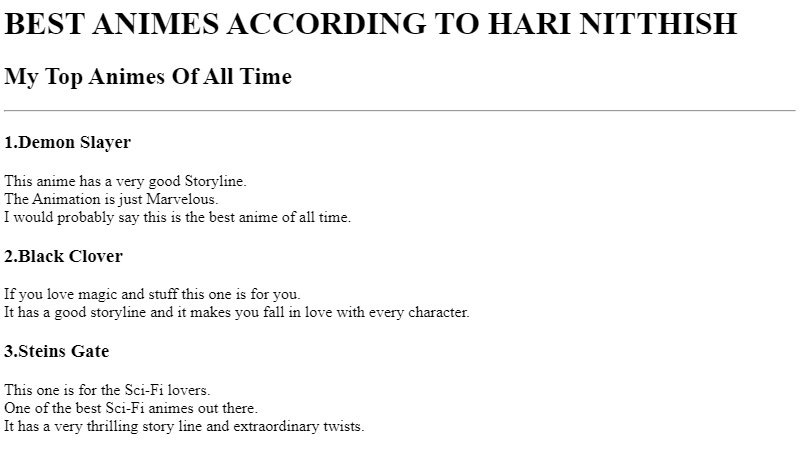 BEST ANIMES ACCORDING TO HARI NITTHISH
My Top Animes Of All Time
1.Demon Slayer
This anime has a very good Storyline.
The Animation is just Marvelous.
I would probably say this is the best anime of all time.
2.Black Clover
If you love magic and stuff this one is for you.
It has a good storyline and it makes you fall in love with every character.
3.Steins Gate
This one is for the Sci-Fi lovers.
One of the best Sci-Fi animes out there.
It has a very thrilling story line and extraordinary twists.